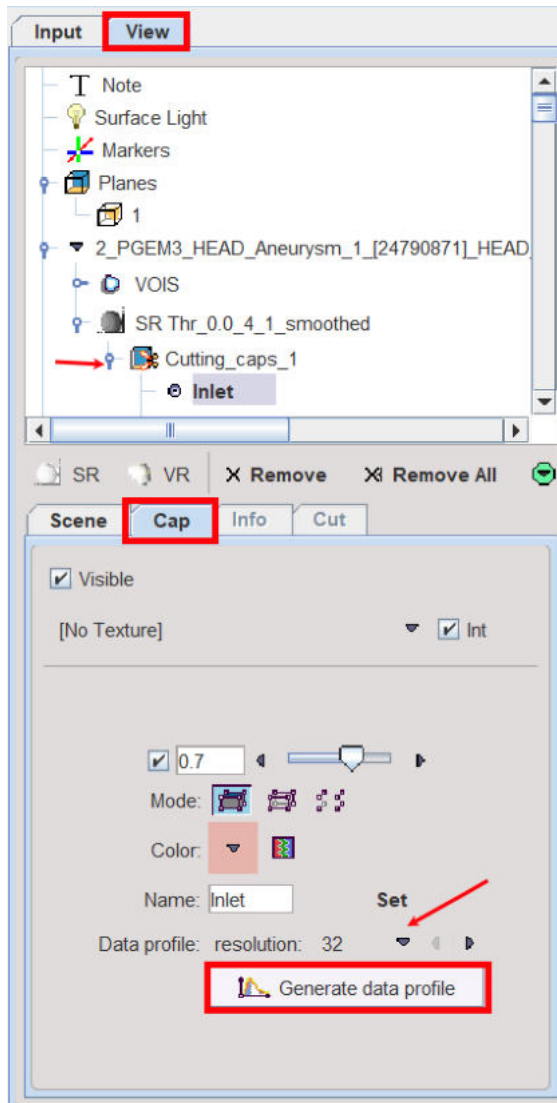 Input View
T Note
Surface Light
Markers
Planes
1
2_PGEM3_HEAD_Aneurysm_1_[24790871]_HEAD_
VOIS
SR Thr_0.0_4_1_smoothed
Cutting_caps_1
Inlet
SR VR X Remove Remove All
Scene Cap Info Cut
Visible
[No Texture] Int
0.7
Mode:
Color:
Name: Inlet Set
Data profile: resolution: 32
Generate data profile